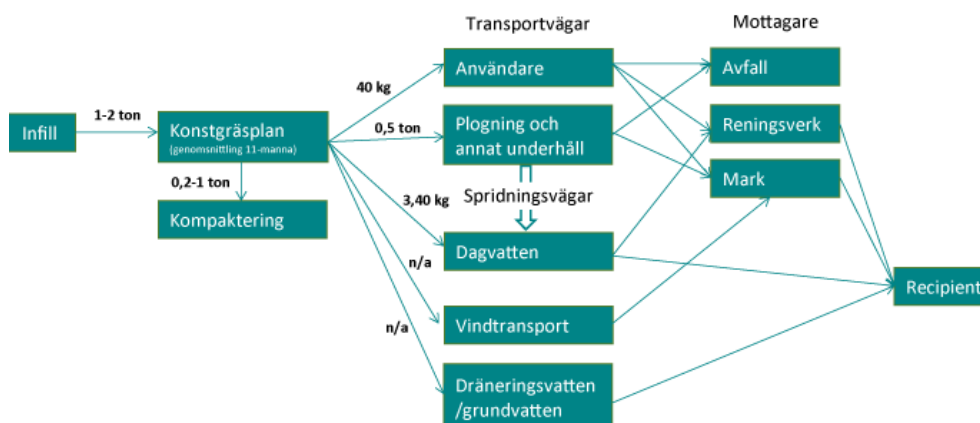 Transportvägar
Mottagare
Infill
1-2 ton
Konstgräsplan
(genomsnittling 11-manna)
0,2-1 ton
Kompaktering
40 kg
0,5 ton
3,40 kg
n/a
n/a
Användare
Plogning och
annat underhåll
Spridningsvägar
Dagvatten
Vindtransport
Dräneringsvatten
/grundvatten
Avfall
Reningsverk
Mark
Recipient